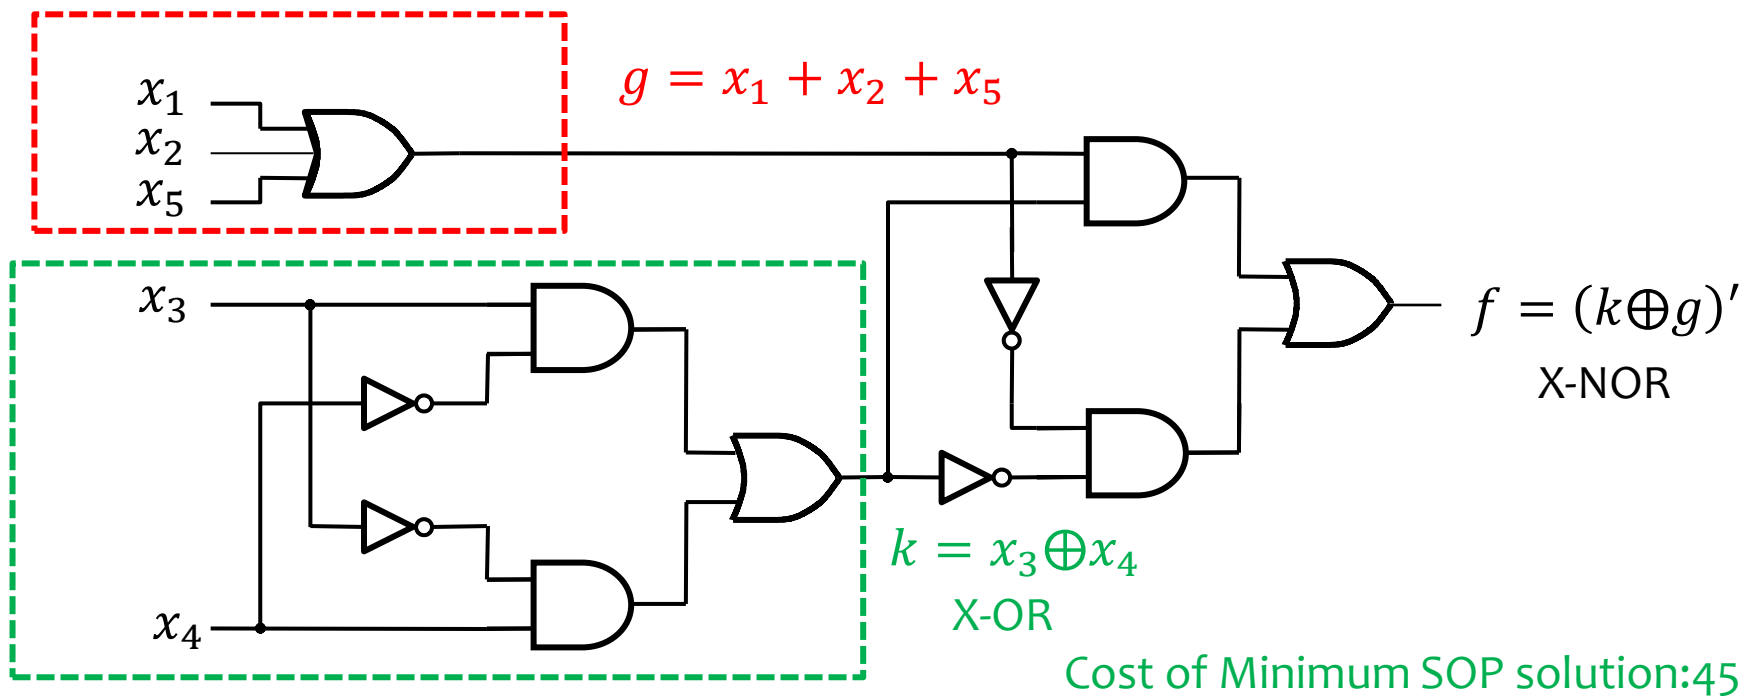 x₁
x₂
x₅
g = x₁ + x₂ + x₅
x₃
x₄
k = x₃⊕x₄
X-OR
f = (k⊕g)′
X-NOR
Cost of Minimum SOP solution:45